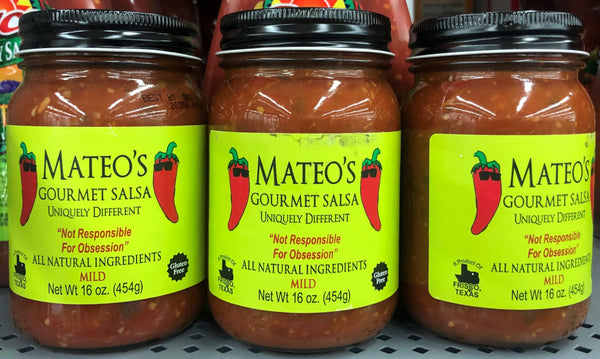 BEST BY
MATEO'S
GOURMET SALSA
UNIQUELY DIFFERENT
"Not Responsible
For Obsession"
ALL NATURAL INGREDIENTS
MILD
Net Wt 16 oz. (454g)
A Product Of
FRISCO,
TEXAS
Gluten
Free
MATEO'S
GOURMET SALSA
UNIQUELY DIFFERENT
"Not Responsible
For Obsession"
ALL NATURAL INGREDIENTS
MILD
Net Wt 16 oz. (454g)
A Product Of
FRISCO,
TEXAS
Gluten
Free
MATEO'S
GOURMET SALSA
UNIQUELY DIFFERENT
"Not Responsible
For Obsession"
ALL NATURAL INGREDIENTS
MILD
Net Wt 16 oz. (454g)
A Product Of
FRISCO,
TEXAS